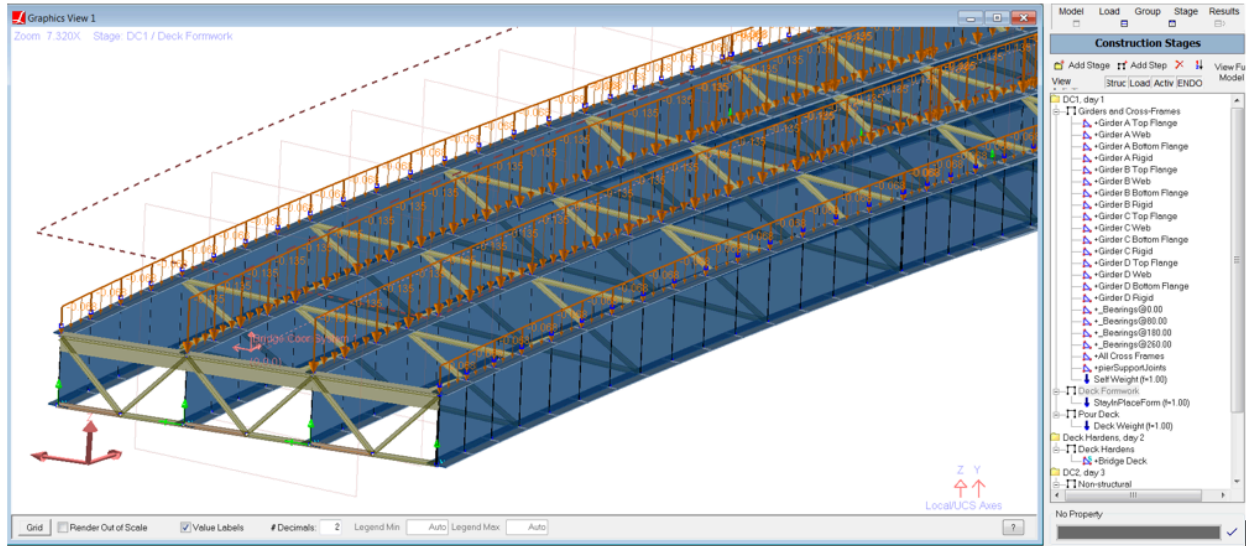 Graphics View 1
Zoom 7.320X Stage: DC1 / Deck Formwork
-0.068
-0.135
Bridge Coor. System
Z Y
Local/UCS Axes
Grid Render Out of Scale Value Labels # Decimals: 2 Legend Min Auto Legend Max Auto ?
Model Load Group Stage Results
Construction Stages
Add Stage Add Step View Fu
Model
View Struc Load Activ ENDO
DC1, day 1
Girders and Cross-Frames
+Girder A Top Flange
+Girder A Web
+Girder A Bottom Flange
+Girder A Rigid
+Girder B Top Flange
+Girder B Web
+Girder B Bottom Flange
+Girder B Rigid
+Girder C Top Flange
+Girder C Web
+Girder C Bottom Flange
+Girder C Rigid
+Girder D Top Flange
+Girder D Web
+Girder D Bottom Flange
+Girder D Rigid
+_Bearings@0.00
+_Bearings@80.00
+_Bearings@180.00
+_Bearings@260.00
+All Cross Frames
+pierSupportJoints
Self Weight (f=1.00)
Deck Formwork
StayInPlaceForm (f=1.00)
Pour Deck
Deck Weight (f=1.00)
Deck Hardens, day 2
Deck Hardens
+Bridge Deck
DC2, day 3
Non-structural
No Property